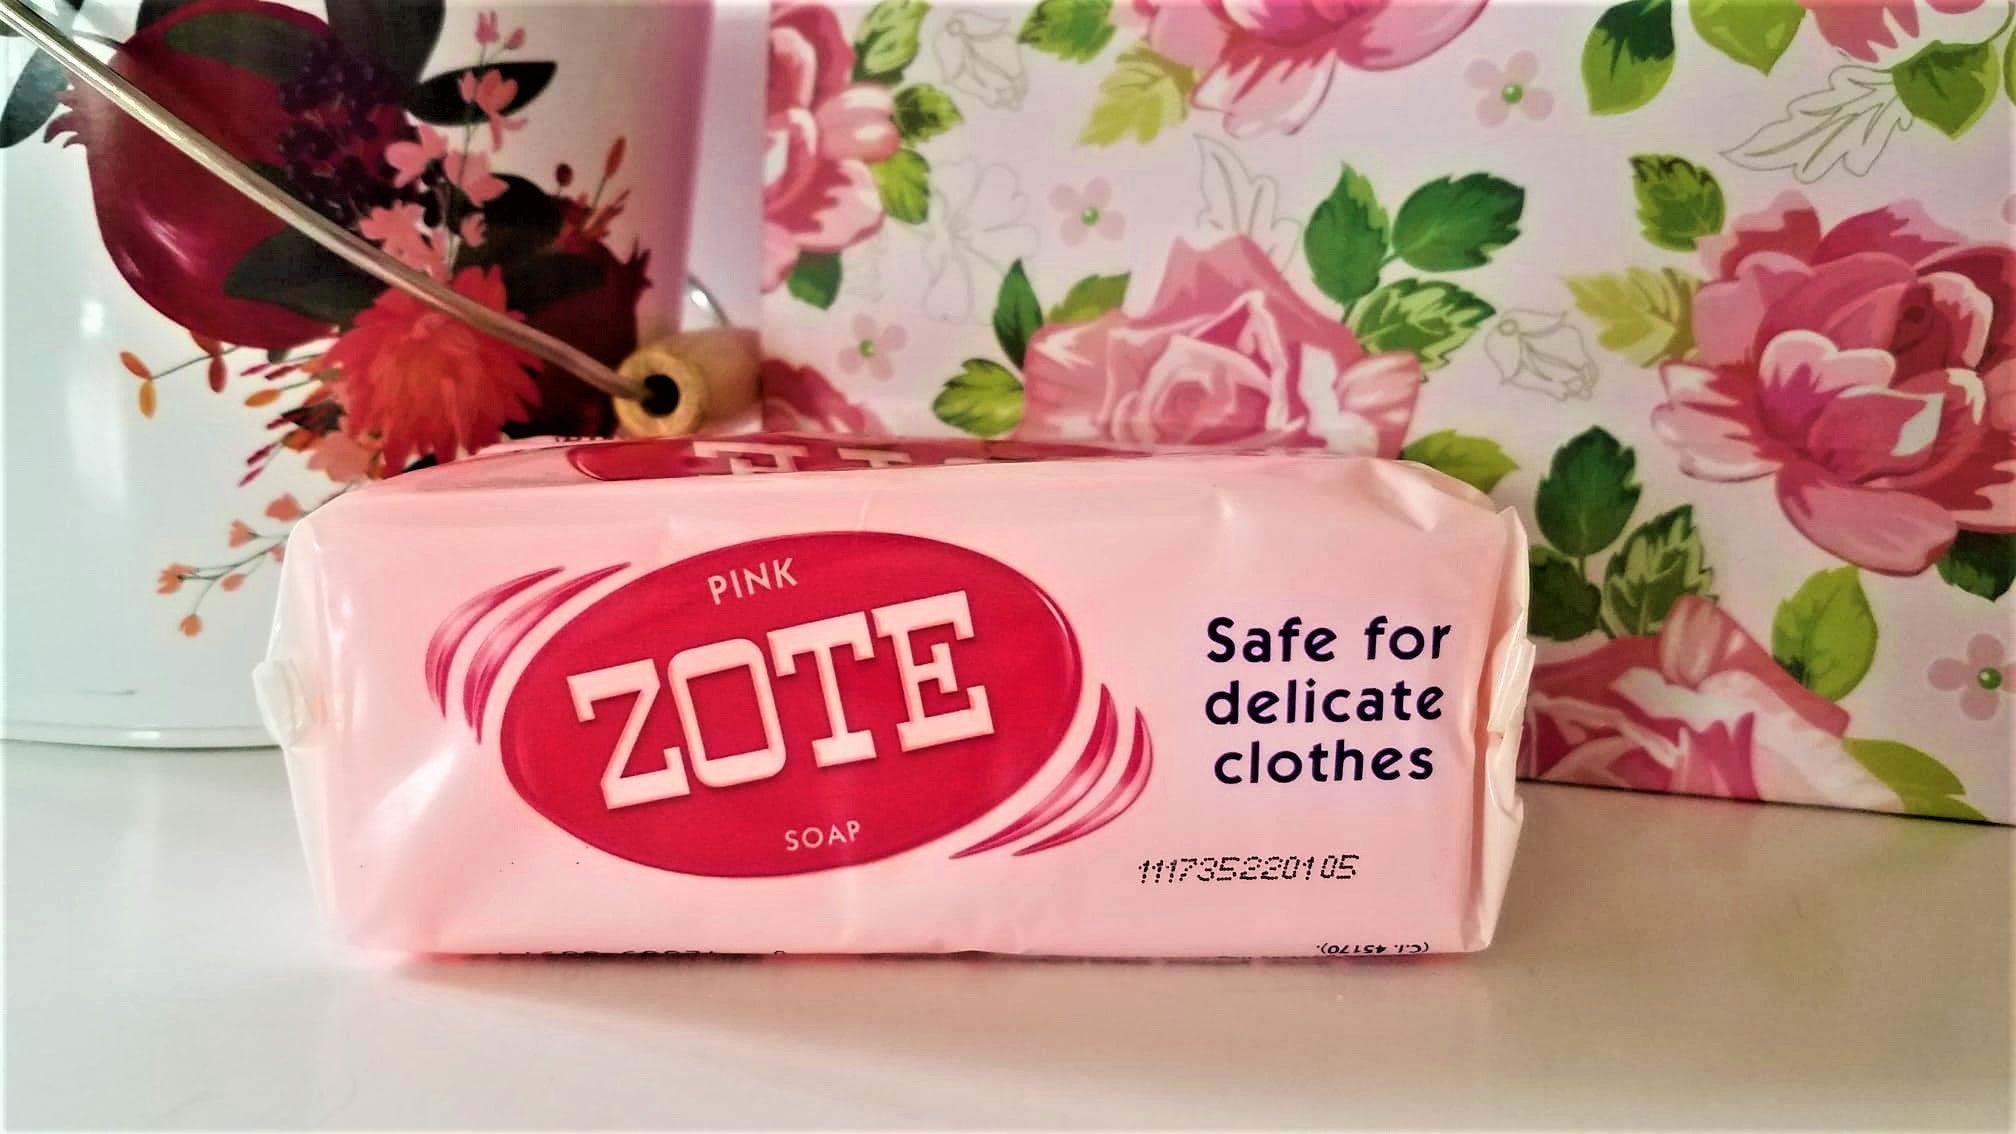 PINK
ZOTE
SOAP
Safe for
delicate
clothes
111735220105
(C.I. 45170).